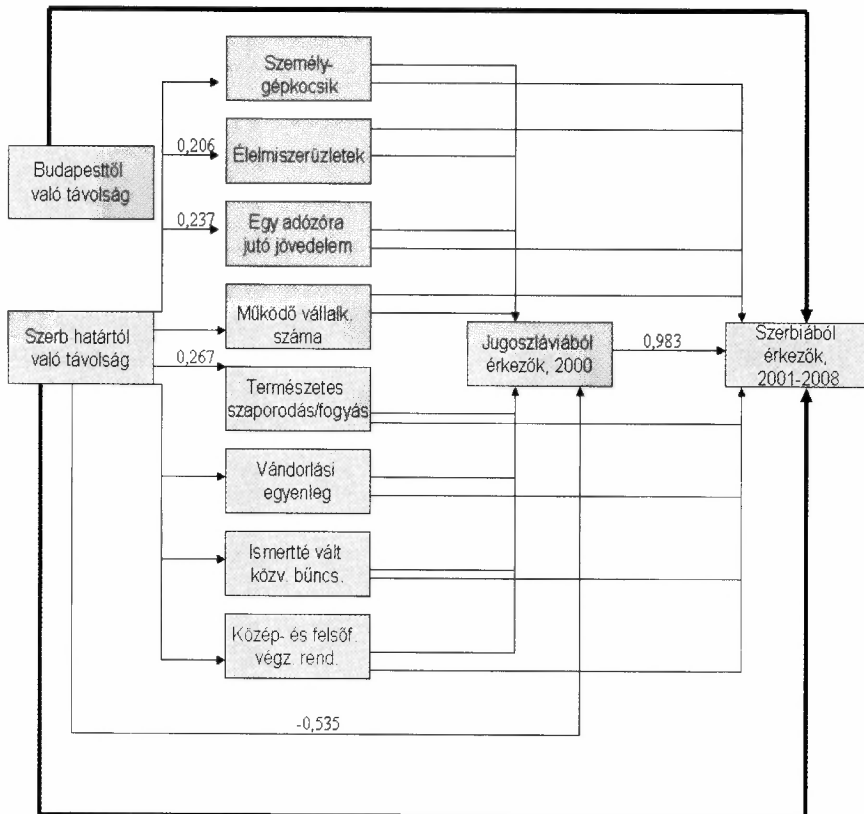 Személy-
gépkocsik
0,206
Élelmiszerüzletek
Budapesttől
való távolság
0,237
Egy adózóra
jutó jövedelem
Szerb határtól
való távolság
Működő vállalk.
száma
0,267
Természetes
szaporodás/fogyás
Jugoszláviából
érkezők, 2000
0,983
Szerbiából
érkezők,
2001-2008
Vándorlási
egyenleg
Ismertté vált
közv. bűncs.
Közép- és felsőf.
végz. rend.
-0,535